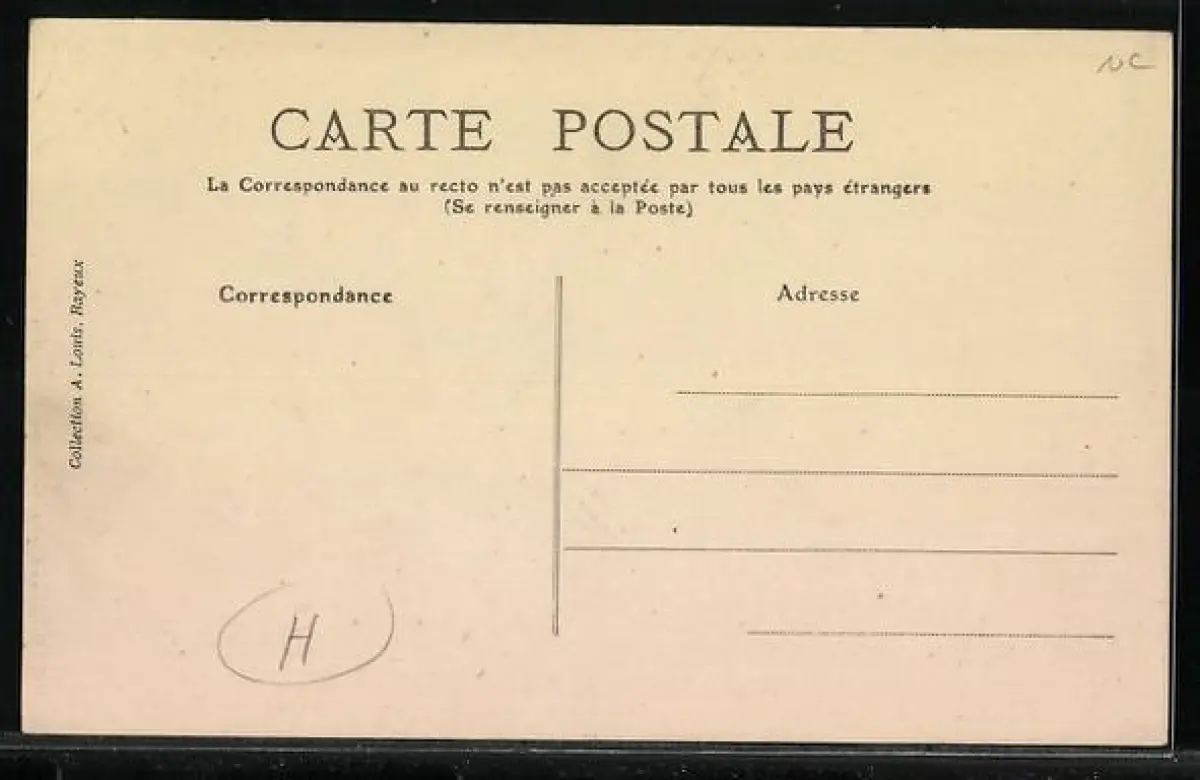 NC
CARTE POSTALE
La Correspondance au recto n'est pas acceptée par tous les pays étrangers
(Se renseigner à la Poste)
Correspondance
Adresse
Collection A. Louis, Bayeux
H